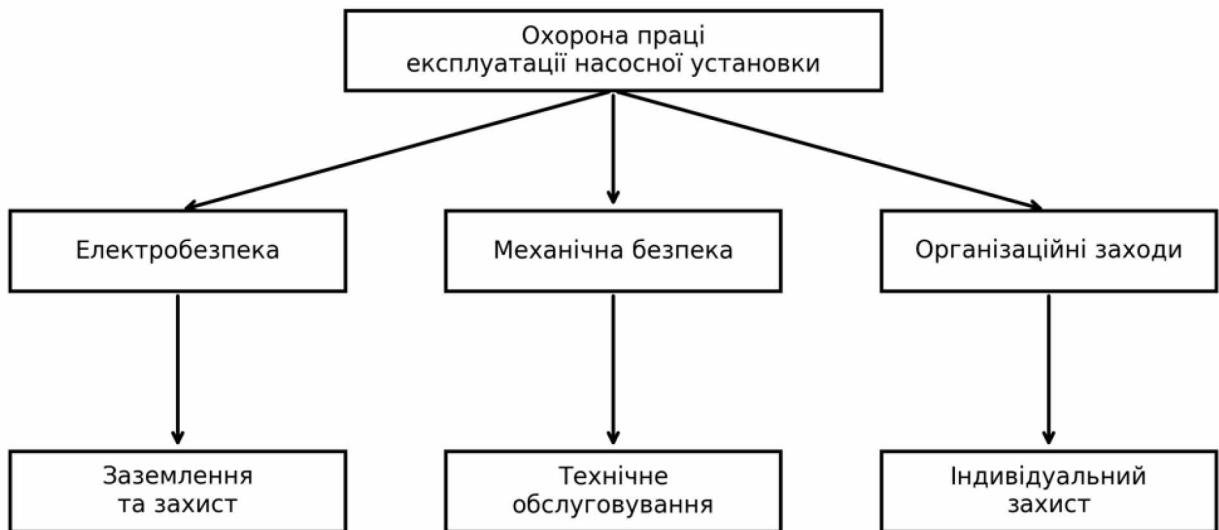 Охорона праці
експлуатації насосної установки
Електробезпека
Механічна безпека
Організаційні заходи
Заземлення
та захист
Технічне
обслуговування
Індивідуальний
захист